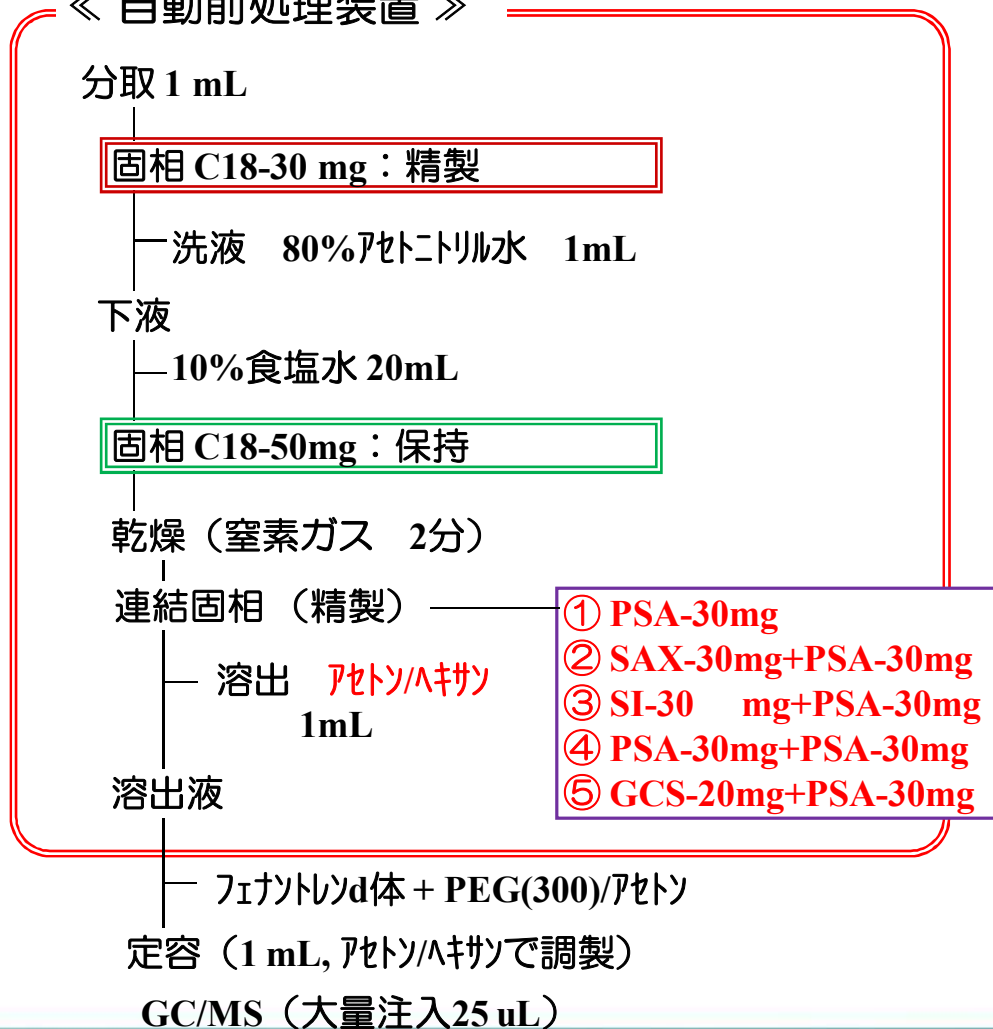 ≪ 自動前処理装置 ≫
分取 1 mL
固相 C18-30 mg：精製
洗液　80%ｱｾﾄﾆﾄﾘﾙ水　1mL
下液
10%食塩水 20mL
固相 C18-50mg：保持
乾燥（窒素ガス　2分）
連結固相 （精製）
① PSA-30mg
② SAX-30mg+PSA-30mg
③ SI-30　mg+PSA-30mg
④ PSA-30mg+PSA-30mg
⑤ GCS-20mg+PSA-30mg
溶出　ｱｾﾄﾝ/ﾍｷｻﾝ
1mL
溶出液
ﾌｪﾅﾝﾄﾚﾝd体 + PEG(300)/ｱｾﾄﾝ
定容（1 mL, ｱｾﾄﾝ/ﾍｷｻﾝで調製）
GC/MS（大量注入25 uL）